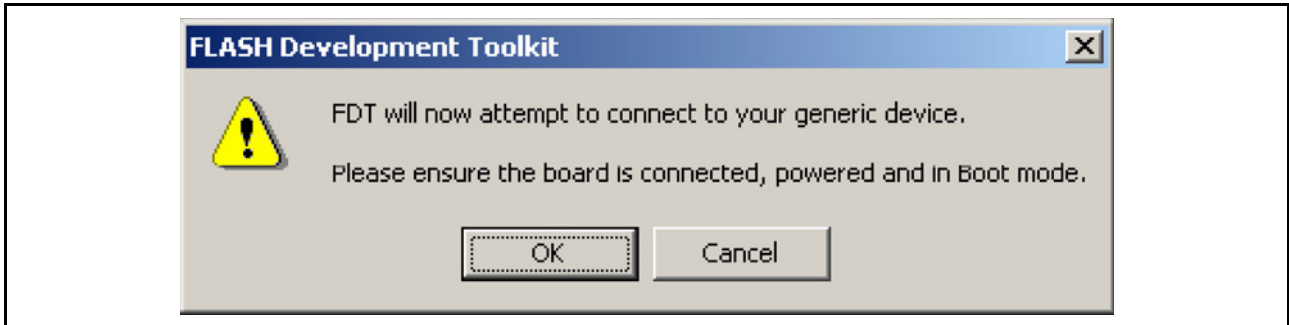 FLASH Development Toolkit
FDT will now attempt to connect to your generic device.
Please ensure the board is connected, powered and in Boot mode.
OK
Cancel